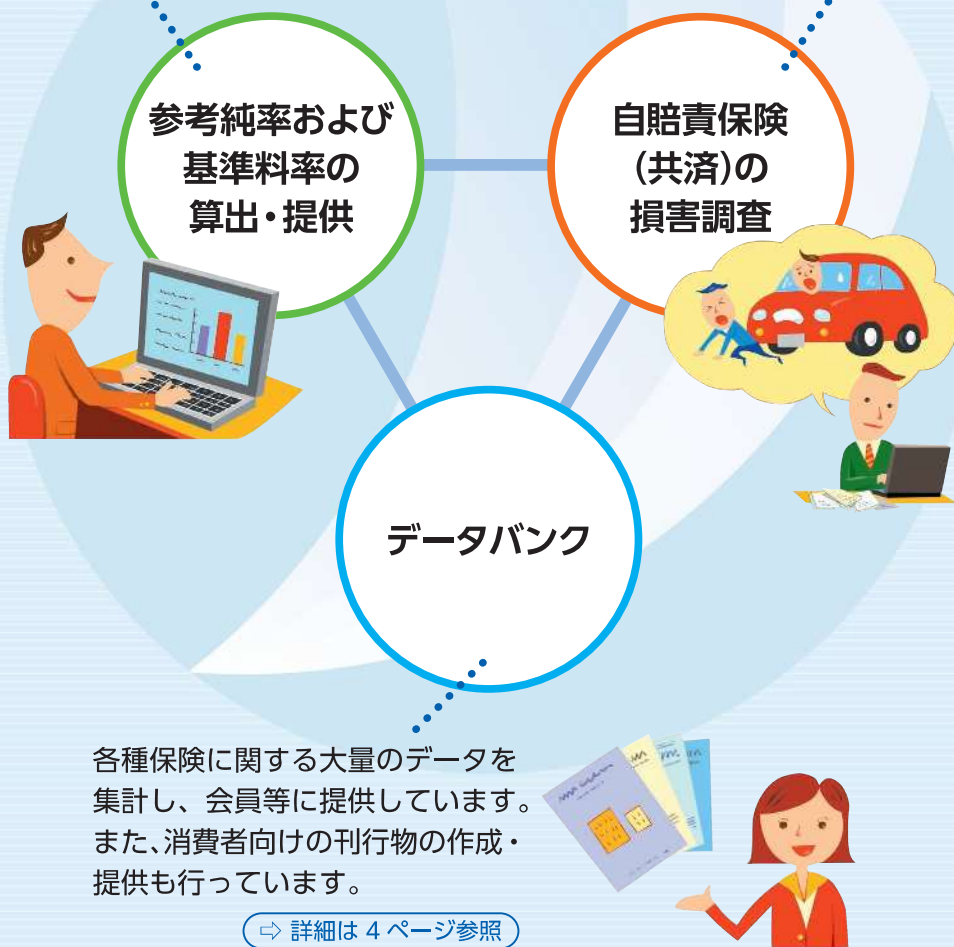 参考純率および
基準料率の
算出・提供
自賠責保険
(共済)の
損害調査
データバンク
各種保険に関する大量のデータを
集計し、会員等に提供しています。
また、消費者向けの刊行物の作成・
提供も行っています。
⇨ 詳細は 4 ページ参照